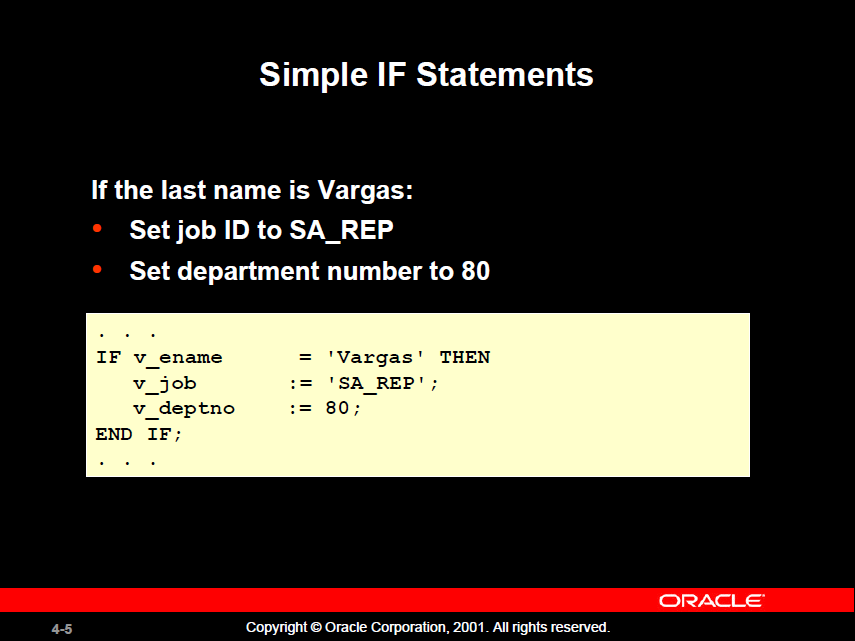 Simple IF Statements
If the last name is Vargas:
• Set job ID to SA_REP
• Set department number to 80
. . .
IF v_ename      = 'Vargas' THEN
   v_job       := 'SA_REP';
   v_deptno    := 80;
END IF;
. . .
ORACLE®
4-5
Copyright © Oracle Corporation, 2001. All rights reserved.